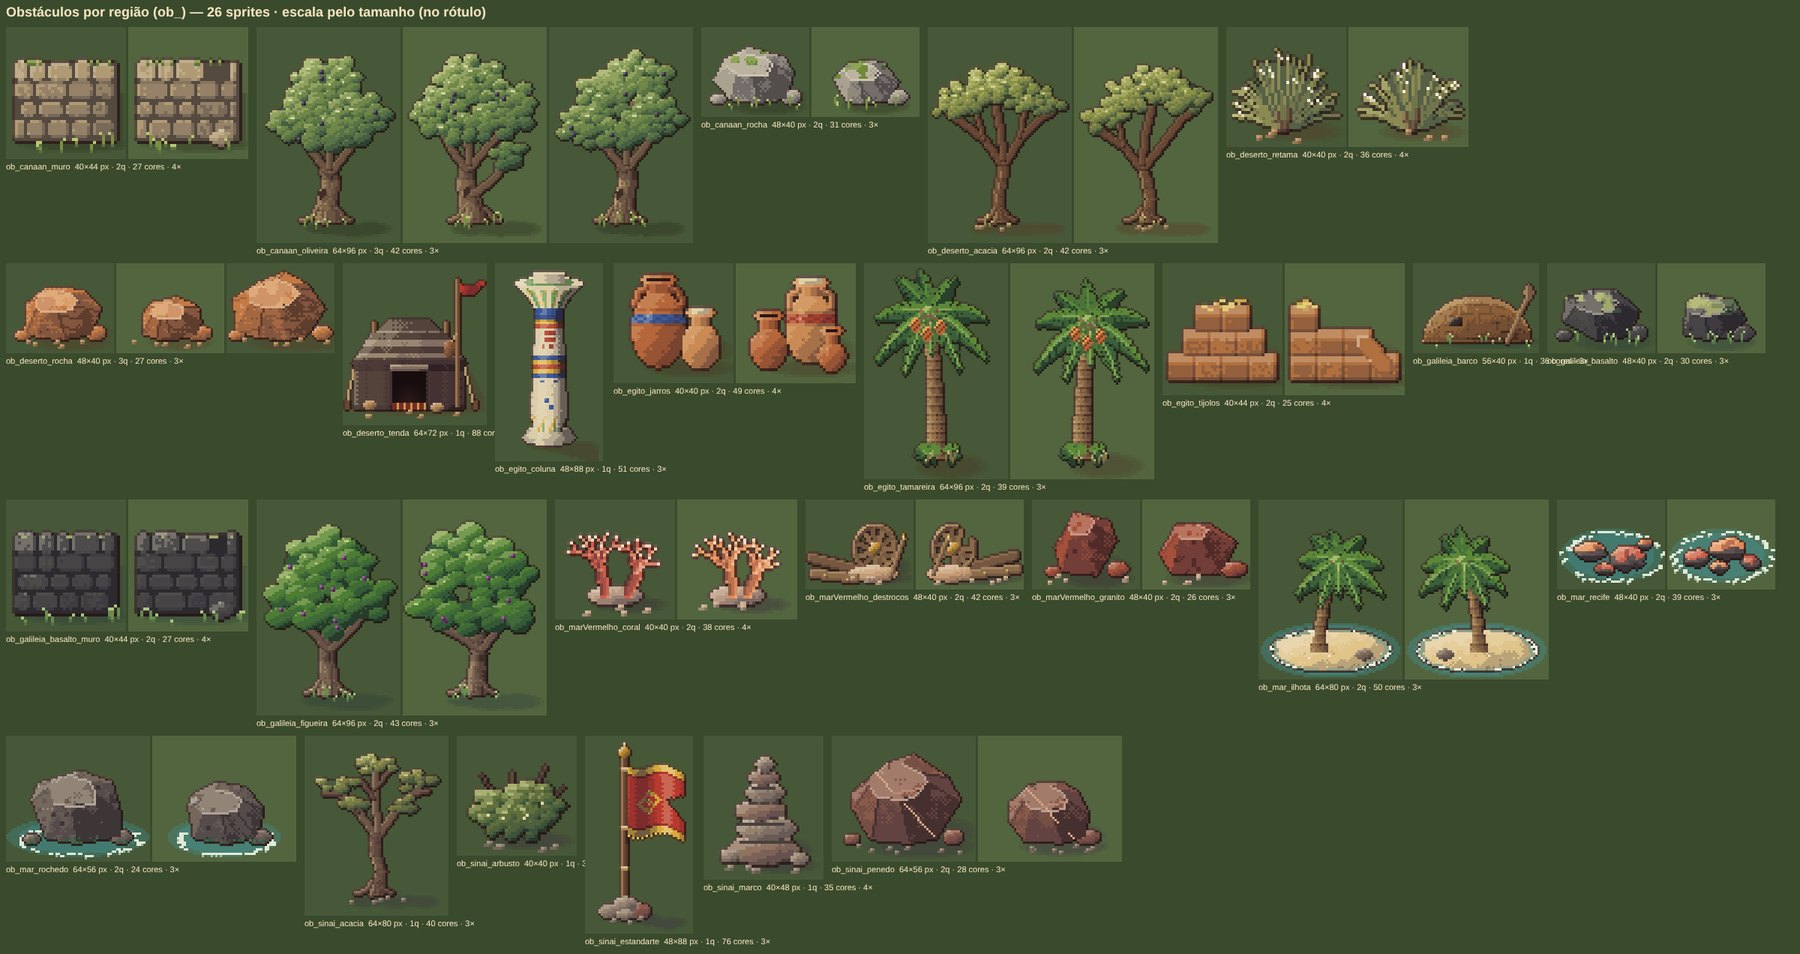 Obstáculos por região (ob_) — 26 sprites · escala pelo tamanho (no rótulo)
ob_canaan_muro 40×44 px · 2q · 27 cores · 4×
ob_canaan_oliveira 64×96 px · 3q · 42 cores · 3×
ob_canaan_rocha 48×40 px · 2q · 31 cores · 3×
ob_deserto_acacia 64×96 px · 2q · 42 cores · 3×
ob_deserto_retama 40×40 px · 2q · 36 cores · 4×
ob_deserto_rocha 48×40 px · 3q · 27 cores · 3×
ob_deserto_tenda 64×72 px · 1q · 88 cor
ob_egito_coluna 48×88 px · 1q · 51 cores · 3×
ob_egito_jarros 40×40 px · 2q · 49 cores · 4×
ob_egito_tamareira 64×96 px · 2q · 39 cores · 3×
ob_egito_tijolos 40×44 px · 2q · 25 cores · 4×
ob_galileia_barco 56×40 px · 1q ·
basalto 48×40 px · 2q · 30 cores · 3×
ob_galileia_basalto_muro 40×44 px · 2q · 27 cores · 4×
ob_galileia_figueira 64×96 px · 2q · 43 cores · 3×
ob_marVermelho_coral 40×40 px · 2q · 38 cores · 4×
ob_marVermelho_destrocos 48×40 px · 2q · 42 cores · 3×
ob_marVermelho_granito 48×40 px · 2q · 26 cores · 3×
ob_mar_ilhota 64×80 px · 2q · 50 cores · 3×
ob_mar_recife 48×40 px · 2q · 39 cores · 3×
ob_mar_rochedo 64×56 px · 2q · 24 cores · 3×
ob_sinai_acacia 64×80 px · 1q · 40 cores · 3×
ob_sinai_arbusto 40×40 px · 1q ·
ob_sinai_estandarte 48×88 px · 1q · 76 cores · 3×
ob_sinai_marco 40×48 px · 1q · 35 cores · 4×
ob_sinai_penedo 64×56 px · 2q · 28 cores · 3×